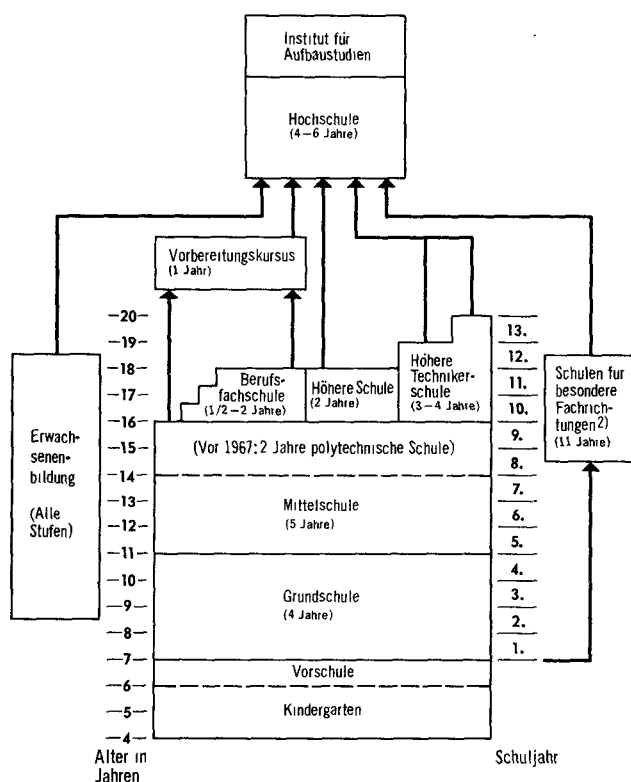 Institut für
Aufbaustudien
Hochschule
(4–6 Jahre)
Vorbereitungskursus
(1 Jahr)
Erwach-
senen-
bildung
(Alle
Stufen)
–20–
–19–
–18–
–17–
–16–
–15–
–14–
–13–
–12–
–11–
–10–
–9–
–8–
–7–
–6–
–5–
–4–
Alter in
Jahren
Berufs-
fachschule
(1/2–2 Jahre)
Höhere Schule
(2 Jahre)
Höhere
Techniker-
schule
(3–4 Jahre)
(Vor 1967: 2 Jahre polytechnische Schule)
Mittelschule
(5 Jahre)
Grundschule
(4 Jahre)
Vorschule
Kindergarten
13.
12.
11.
10.
9.
8.
7.
6.
5.
4.
3.
2.
1.
Schuljahr
Schulen fur
besondere
Fachrich-
tungen2)
(11 Jahre)